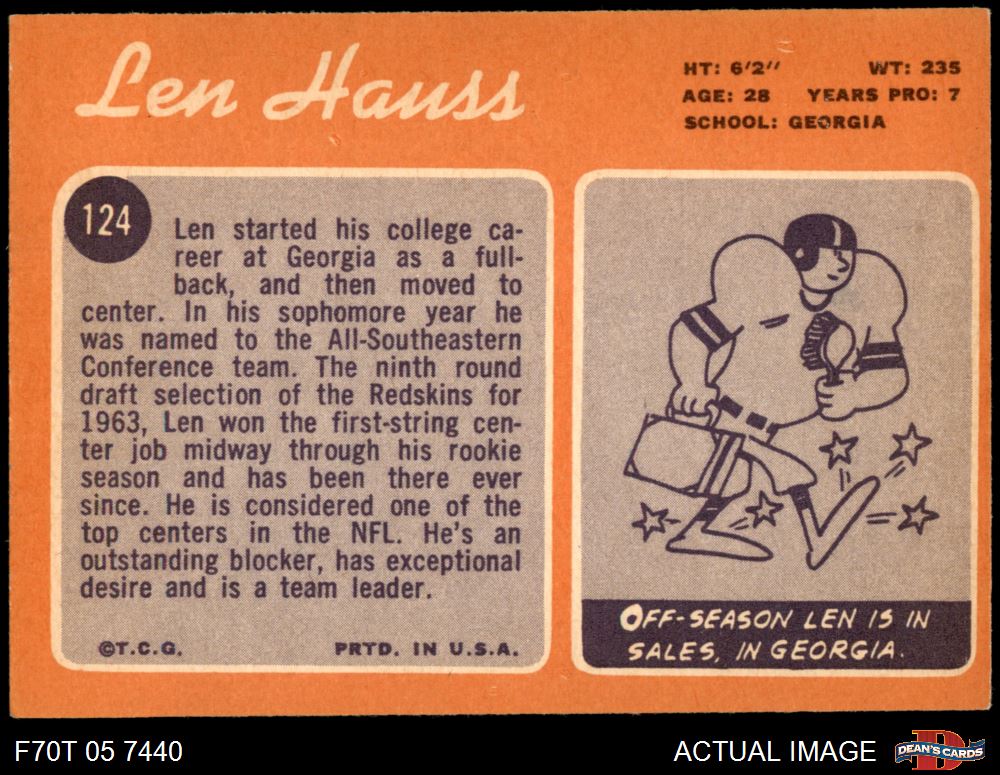 Len Hauss
HT: 6'2" WT: 235
AGE: 28 YEARS PRO: 7
SCHOOL: GEORGIA
124
Len started his college ca-
reer at Georgia as a full-
back, and then moved to
center. In his sophomore year he
was named to the All-Southeastern
Conference team. The ninth round
draft selection of the Redskins for
1963, Len won the first-string cen-
ter job midway through his rookie
season and has been there ever
since. He is considered one of the
top centers in the NFL. He's an
outstanding blocker, has exceptional
desire and is a team leader.
©T.C.G. PRTD. IN U.S.A.
OFF-SEASON LEN IS IN
SALES, IN GEORGIA.
F70T 05 7440
ACTUAL IMAGE
D
DEAN'S CARDS